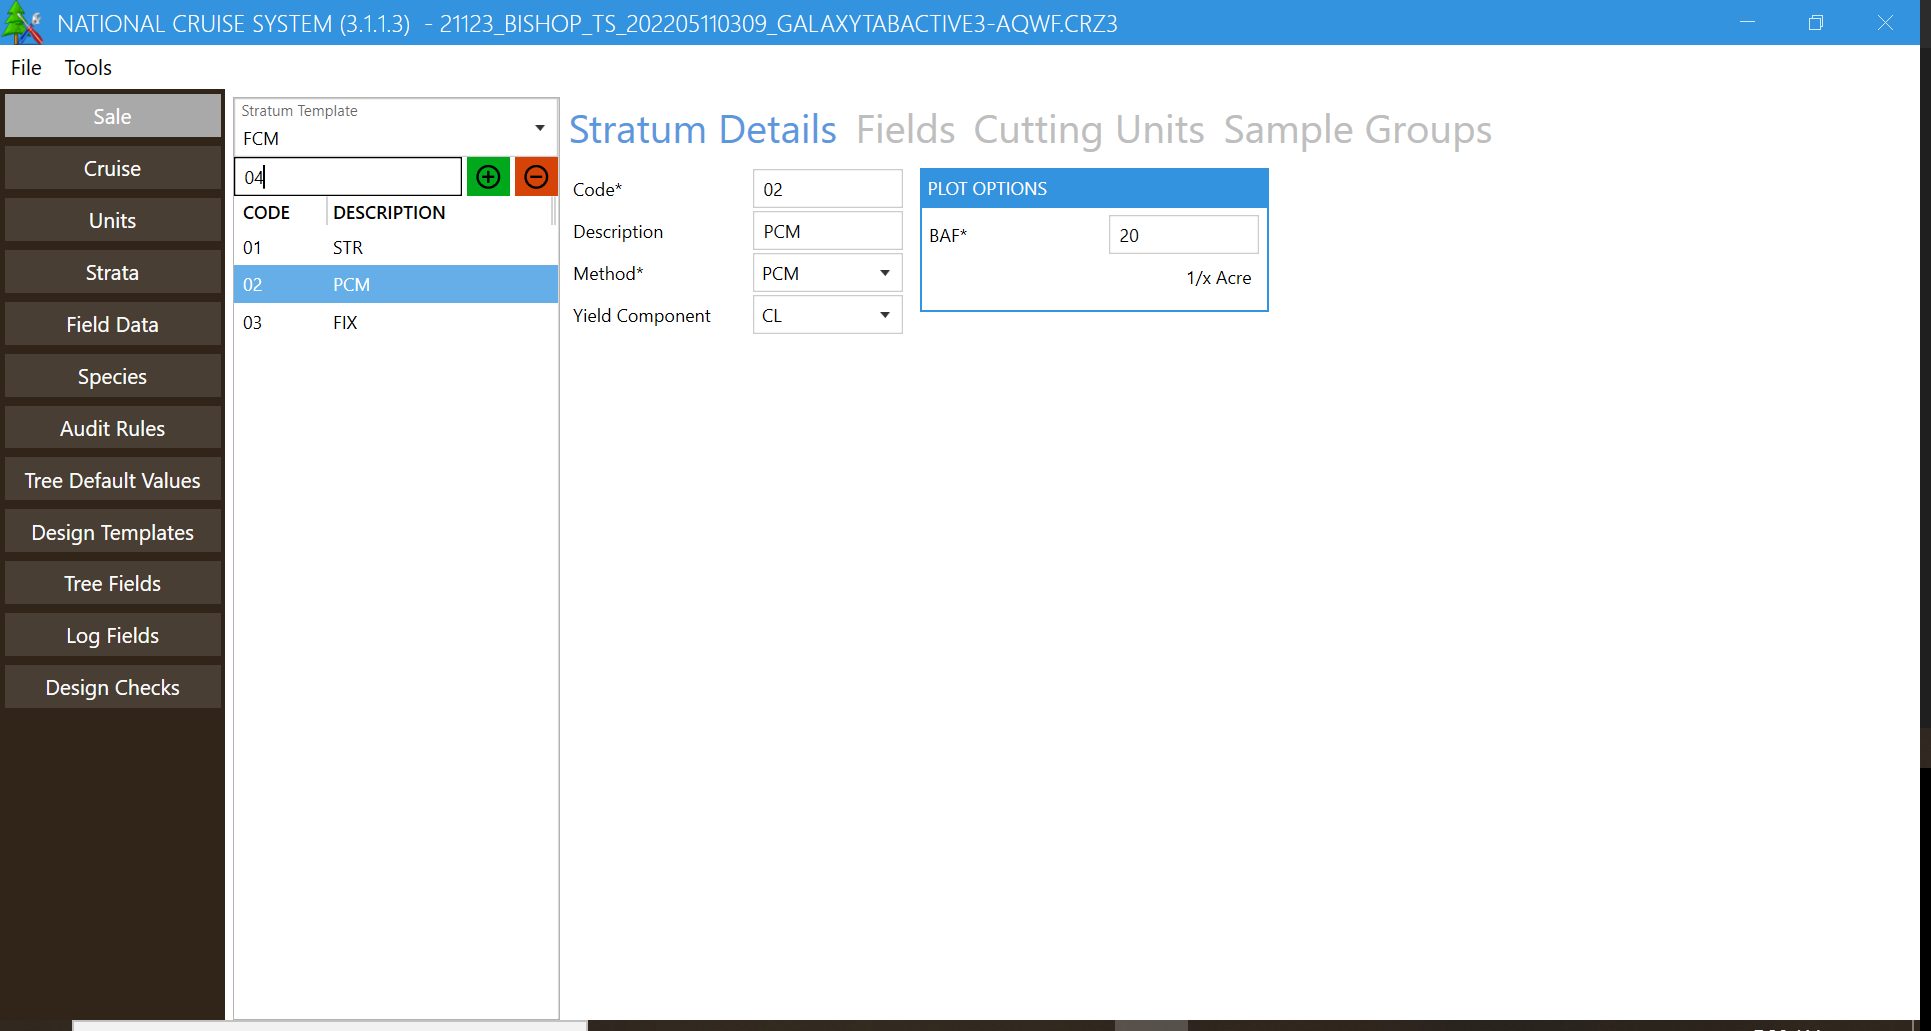 NATIONAL CRUISE SYSTEM (3.1.1.3) - 21123_BISHOP_TS_202205110309_GALAXYTABACTIVE3-AQWF.CRZ3
File Tools
Sale
Cruise
Units
Strata
Field Data
Species
Audit Rules
Tree Default Values
Design Templates
Tree Fields
Log Fields
Design Checks
Stratum Template
FCM
04
CODE DESCRIPTION
01 STR
02 PCM
03 FIX
Stratum Details Fields Cutting Units Sample Groups
Code* 02
Description PCM
Method* PCM
Yield Component CL
PLOT OPTIONS
BAF* 20
1/x Acre